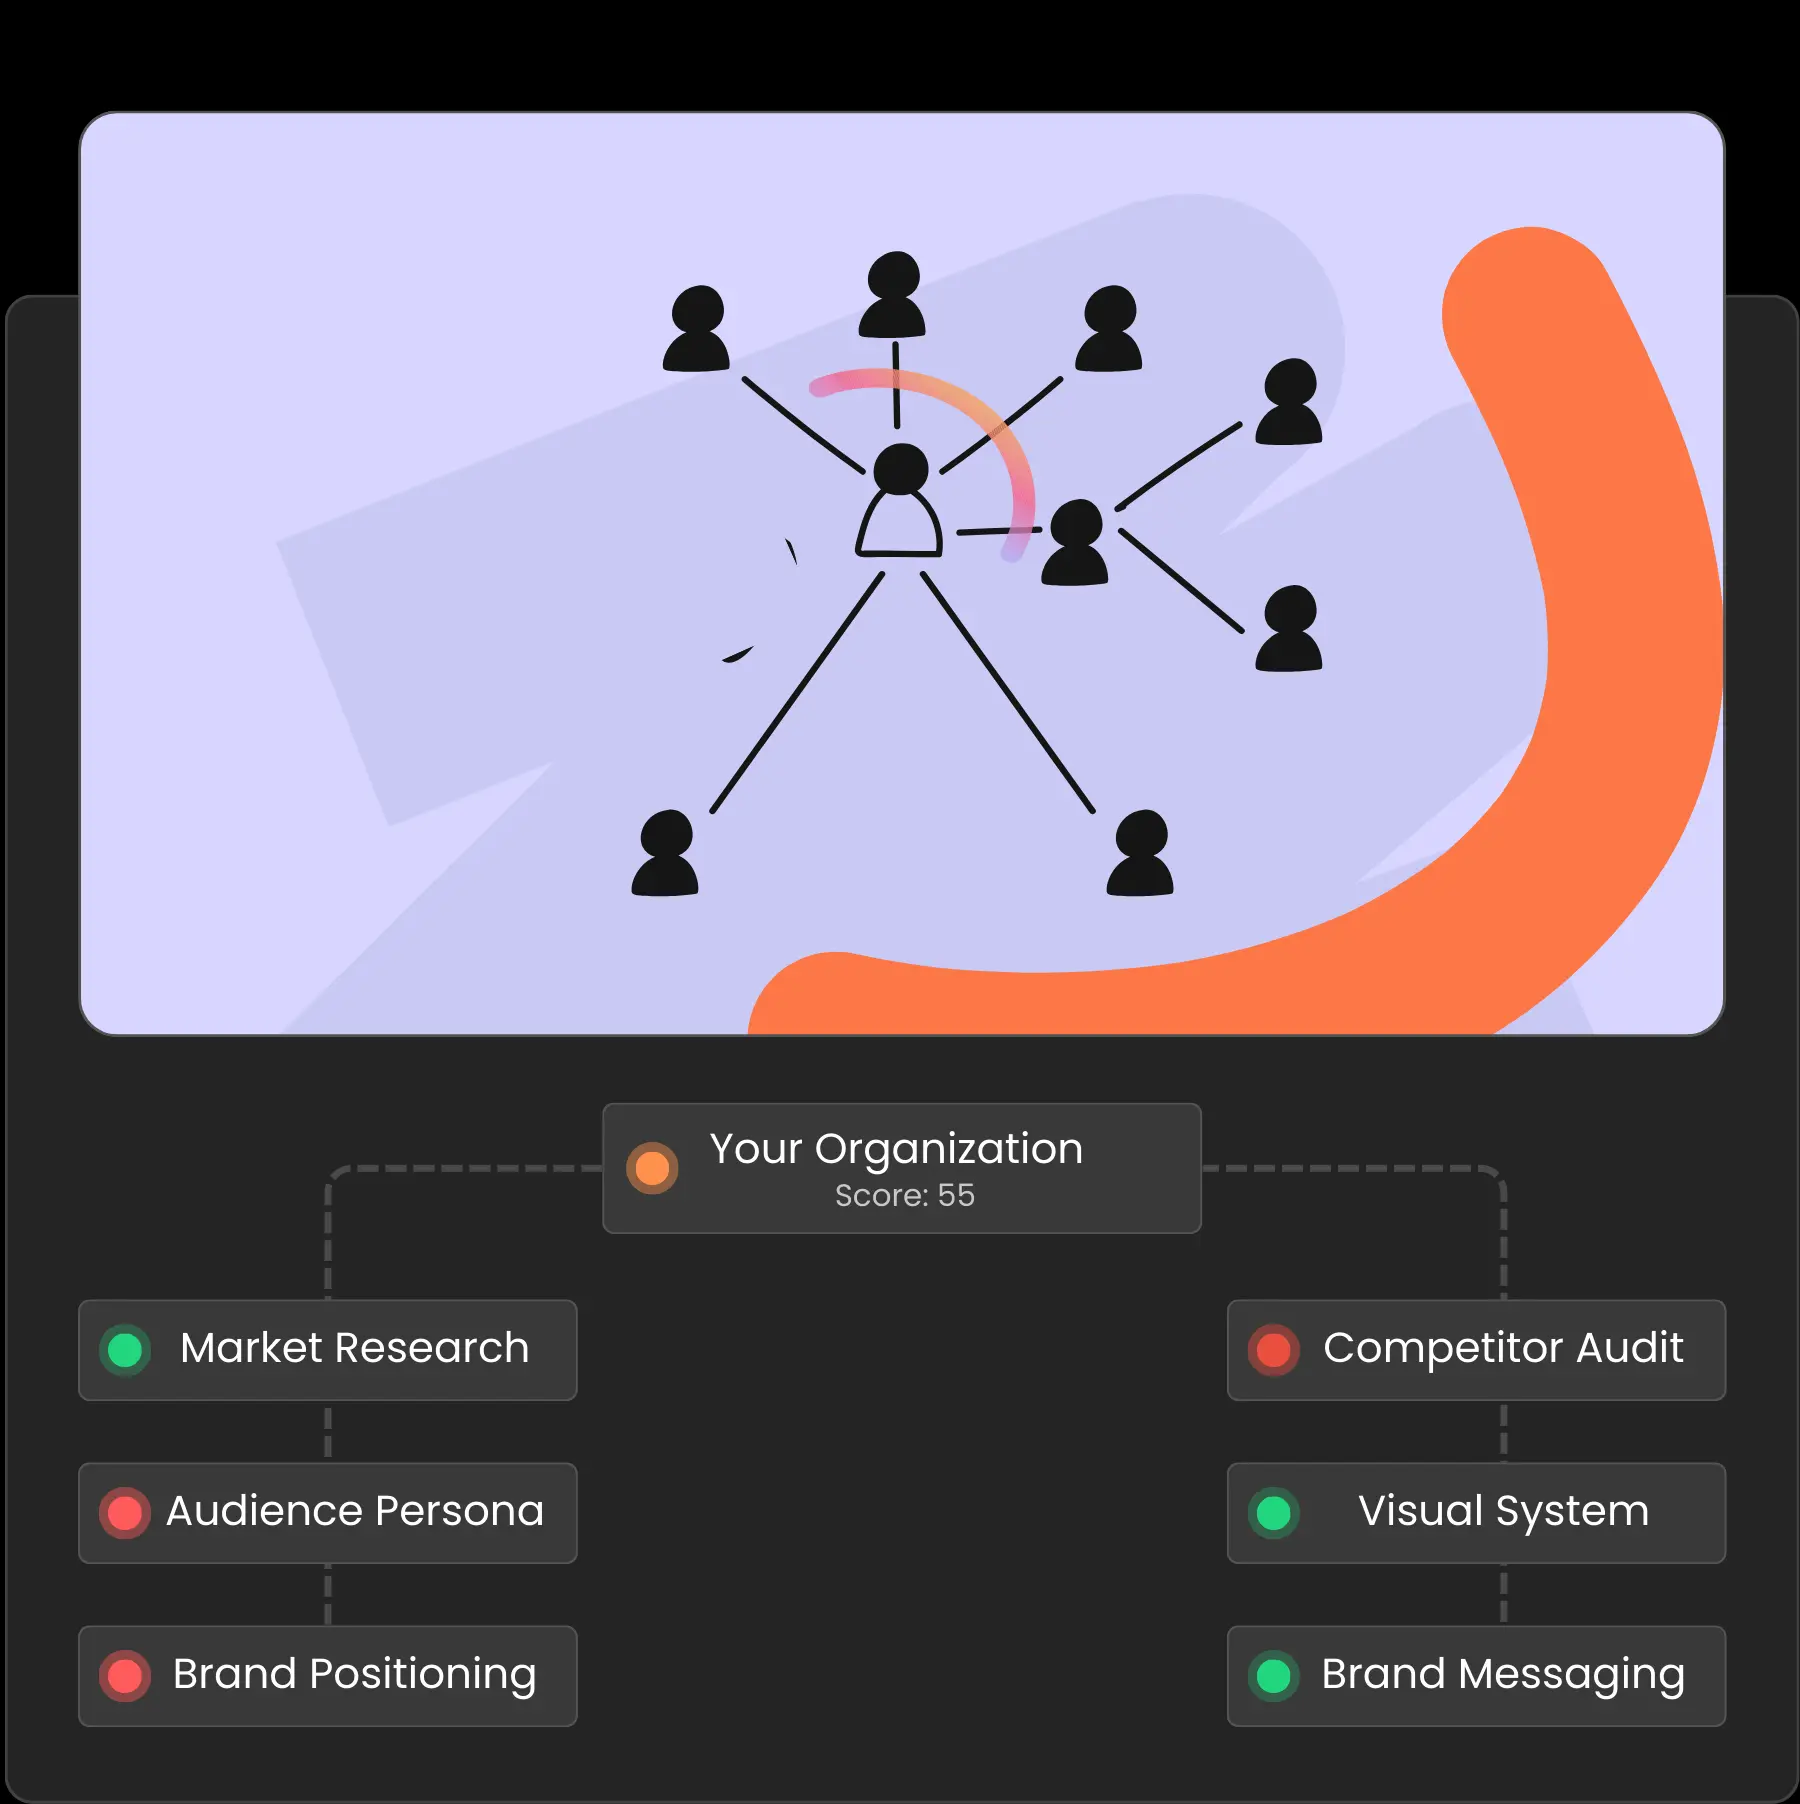 Your Organization
Score: 55
Market Research
Audience Persona
Brand Positioning
Competitor Audit
Visual System
Brand Messaging